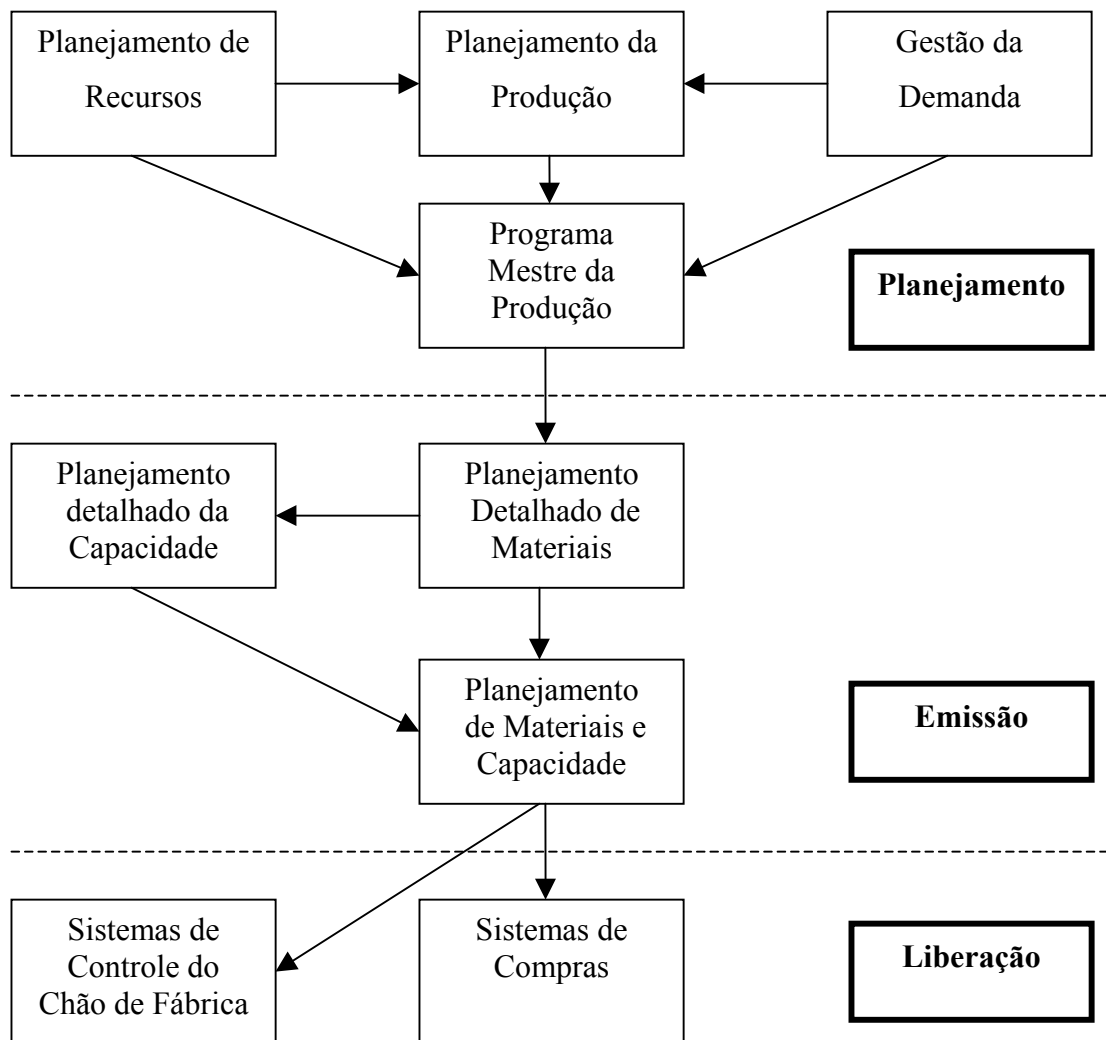 Planejamento de
Recursos
Planejamento da
Produção
Gestão da
Demanda
Programa
Mestre da
Produção
Planejamento
Planejamento
detalhado da
Capacidade
Planejamento
Detalhado de
Materiais
Planejamento
de Materiais e
Capacidade
Emissão
Sistemas de
Controle do
Chão de Fábrica
Sistemas de
Compras
Liberação